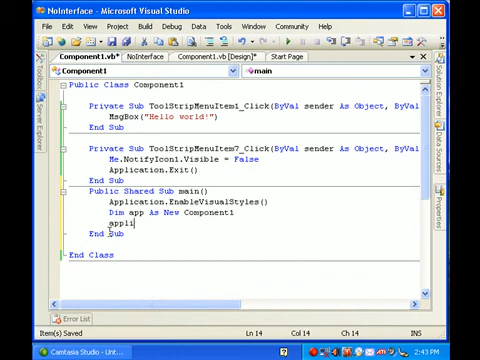 NoInterface - Microsoft Visual Studio
File Edit View Project Build Debug Data Tools Window Community Help
Component1.vb* NoInterface Component1.vb [Design]* Start Page
Component1 main
Public Class Component1
Private Sub ToolStripMenuItem1_Click(ByVal sender As Object, ByVal
MsgBox("Hello world!")
End Sub
Private Sub ToolStripMenuItem7_Click(ByVal sender As Object, ByVal
Me.NotifyIcon1.Visible = False
Application.Exit()
End Sub
Public Shared Sub main()
Application.EnableVisualStyles()
Dim app As New Component1
appli
End Sub
End Class
Toolbox
Server Explorer
Data Sources
Properties
Error List
Item(s) Saved Ln 14 Col 14 Ch 14 INS
Camtasia Studio - Unt... 2:43 PM